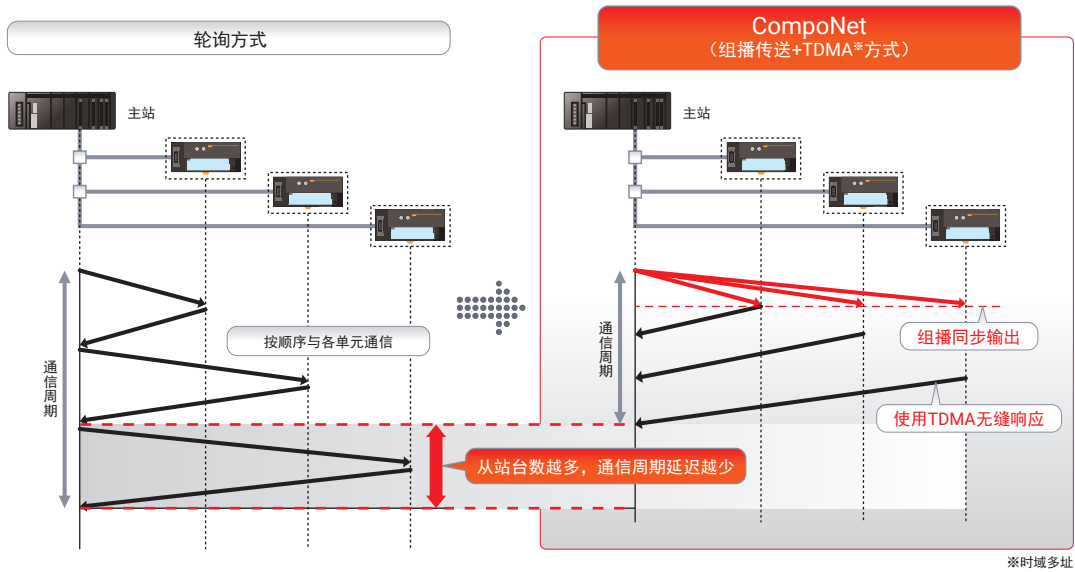 轮询方式
CompoNet
（组播传送+TDMA※方式）
主站
主站
按顺序与各单元通信
通信周期
通信周期
组播同步输出
使用TDMA无缝响应
从站台数越多，通信周期延迟越少
※时域多址